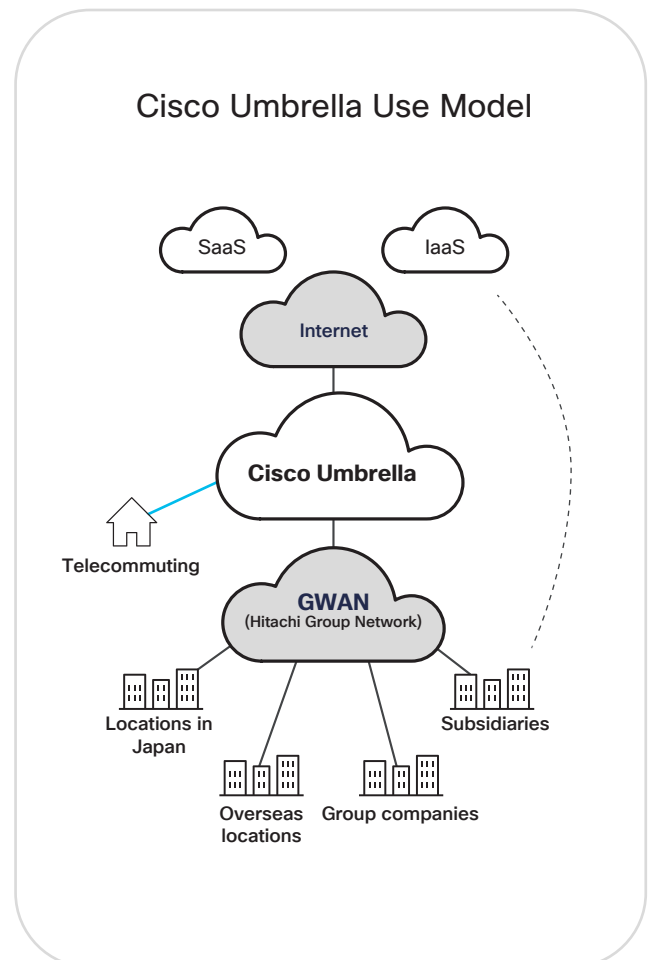 Cisco Umbrella Use Model
SaaS
IaaS
Internet
Cisco Umbrella
Telecommuting
GWAN
(Hitachi Group Network)
Locations in
Japan
Subsidiaries
Overseas
locations
Group companies